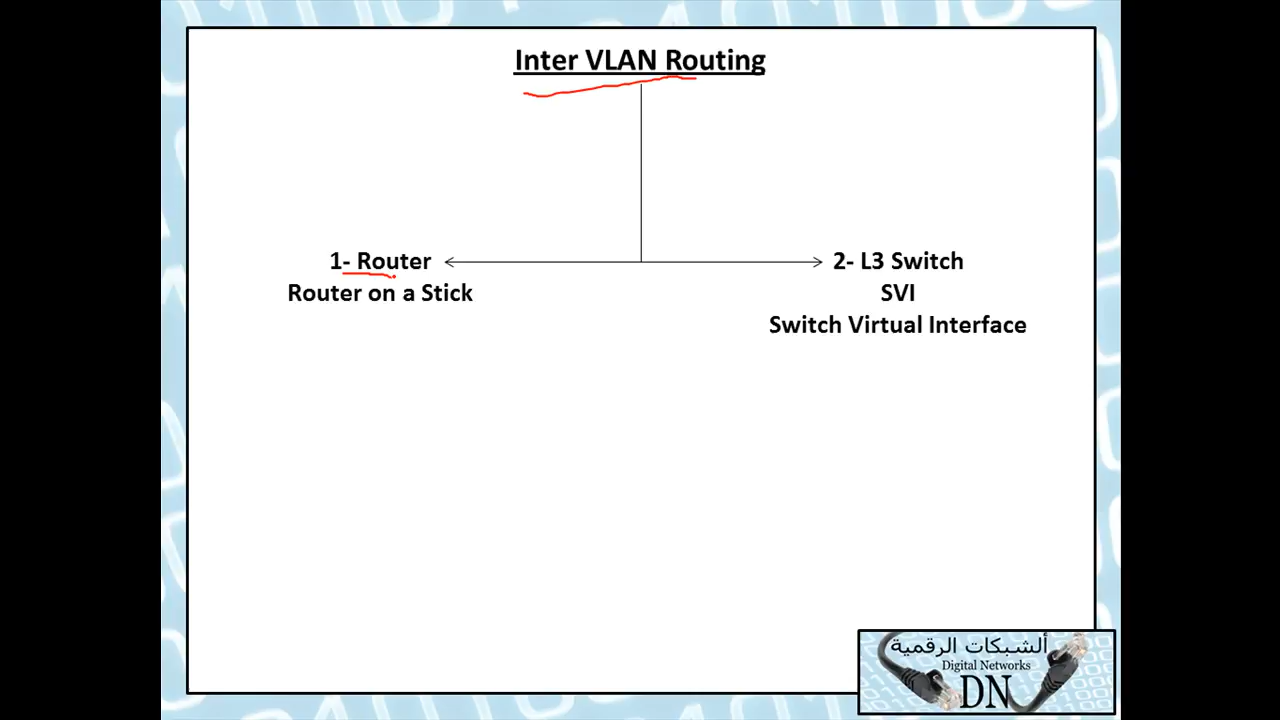 Inter VLAN Routing
1- Router
Router on a Stick
2- L3 Switch
SVI
Switch Virtual Interface
ألشبكات الرقمية
Digital Networks
DN